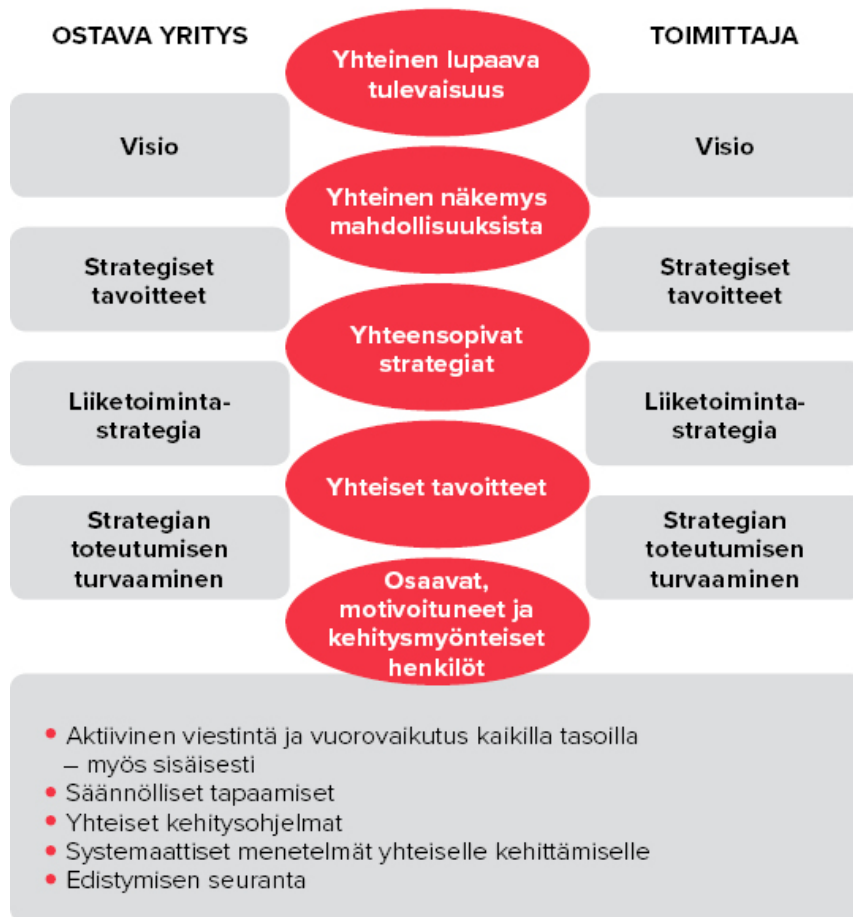 OSTAVA YRITYS
TOIMITTAJA
Yhteinen lupaava
tulevaisuus
Visio
Visio
Yhteinen näkemys
mahdollisuuksista
Strategiset
tavoitteet
Strategiset
tavoitteet
Yhteensopivat
strategiat
Liiketoiminta-
strategia
Liiketoiminta-
strategia
Yhteiset tavoitteet
Strategian
toteutumisen
turvaaminen
Strategian
toteutumisen
turvaaminen
Osaavat,
motivoituneet ja
kehitysmyönteiset
henkilöt
• Aktiivinen viestintä ja vuorovaikutus kaikilla tasoilla
– myös sisäisesti
• Säännölliset tapaamiset
• Yhteiset kehitysohjelmat
• Systemaattiset menetelmät yhteiselle kehittämiselle
• Edistymisen seuranta